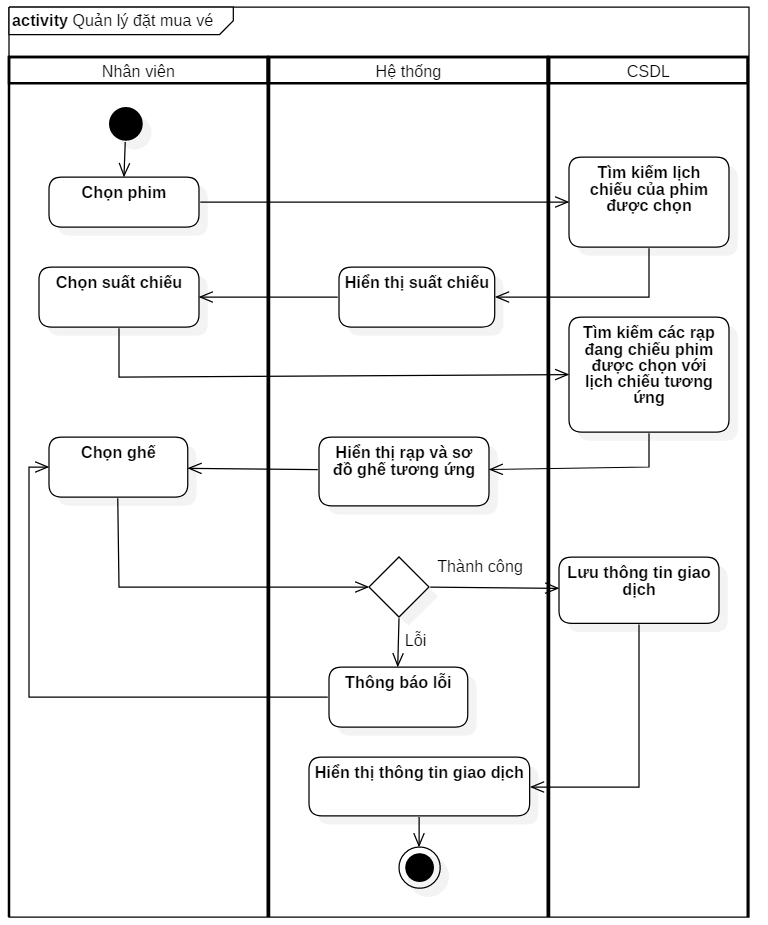 activity Quản lý đặt mua vé
Nhân viên
Hệ thống
CSDL
Chọn phim
Tìm kiếm lịch
chiếu của phim
được chọn
Chọn suất chiếu
Hiển thị suất chiếu
Tìm kiếm các rạp
đang chiếu phim
được chọn với
lịch chiếu tương
ứng
Chọn ghế
Hiển thị rạp và sơ
đồ ghế tương ứng
Thành công
Lưu thông tin giao
dịch
Lỗi
Thông báo lỗi
Hiển thị thông tin giao dịch